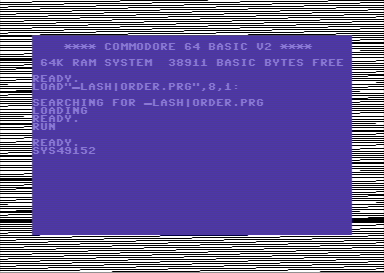 **** COMMODORE 64 BASIC V2 ****
64K RAM SYSTEM  38911 BASIC BYTES FREE
READY.
LOAD"—LASH|ORDER.PRG",8,1:
SEARCHING FOR —LASH|ORDER.PRG
LOADING
READY.
RUN
READY.
SYS49152